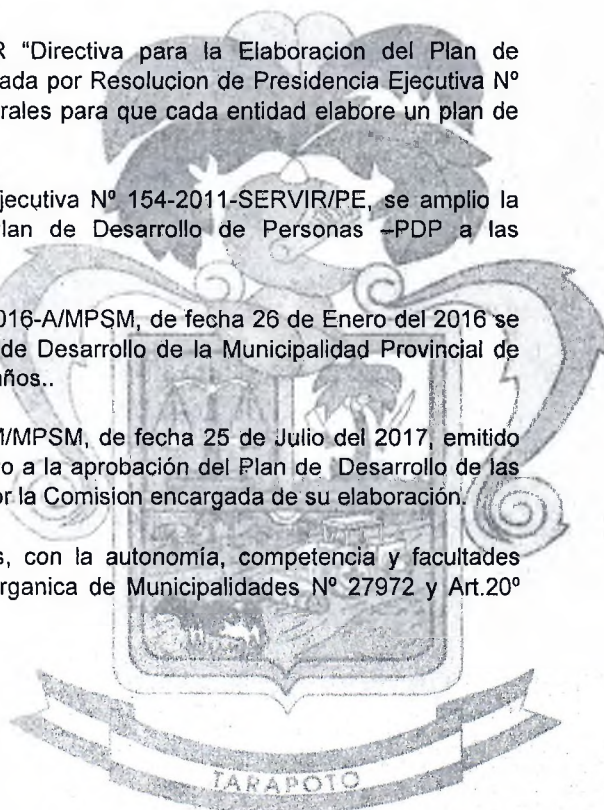 R “Directiva para la Elaboracion del Plan de
ada por Resolucion de Presidencia Ejecutiva Nº
rales para que cada entidad elabore un plan de
jecutiva Nº 154-2011-SERVIR/PE, se amplio la
lan de Desarrollo de Personas –PDP a las
016-A/MPSM, de fecha 26 de Enero del 2016 se
de Desarrollo de la Municipalidad Provincial de
años..
M/MPSM, de fecha 25 de Julio del 2017, emitido
o a la aprobación del Plan de Desarrollo de las
or la Comision encargada de su elaboración.
s, con la autonomía, competencia y facultades
rganica de Municipalidades Nº 27972 y Art.20º
TARAPOTO